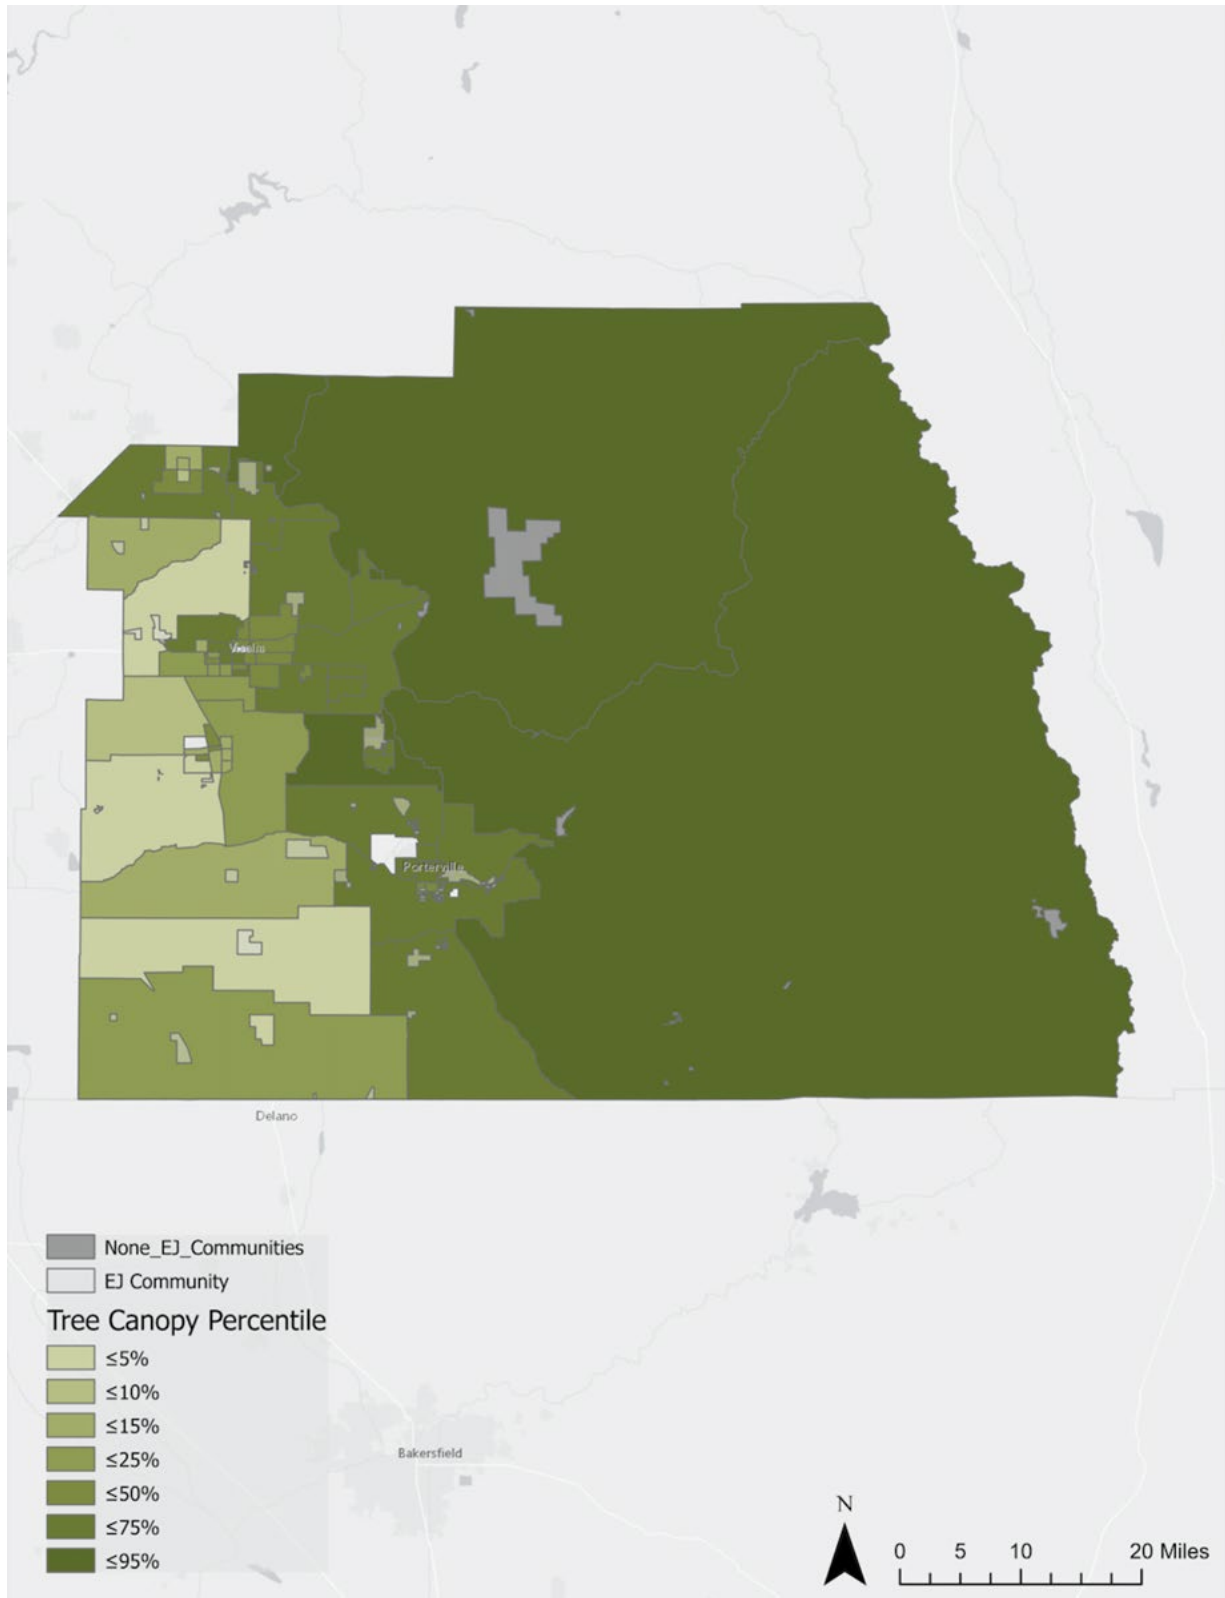 Visalia
Porterville
Delano
None_EJ_Communities
EJ Community
Tree Canopy Percentile
≤5%
≤10%
≤15%
≤25%
≤50%
≤75%
≤95%
Bakersfield
N
0 5 10 20 Miles